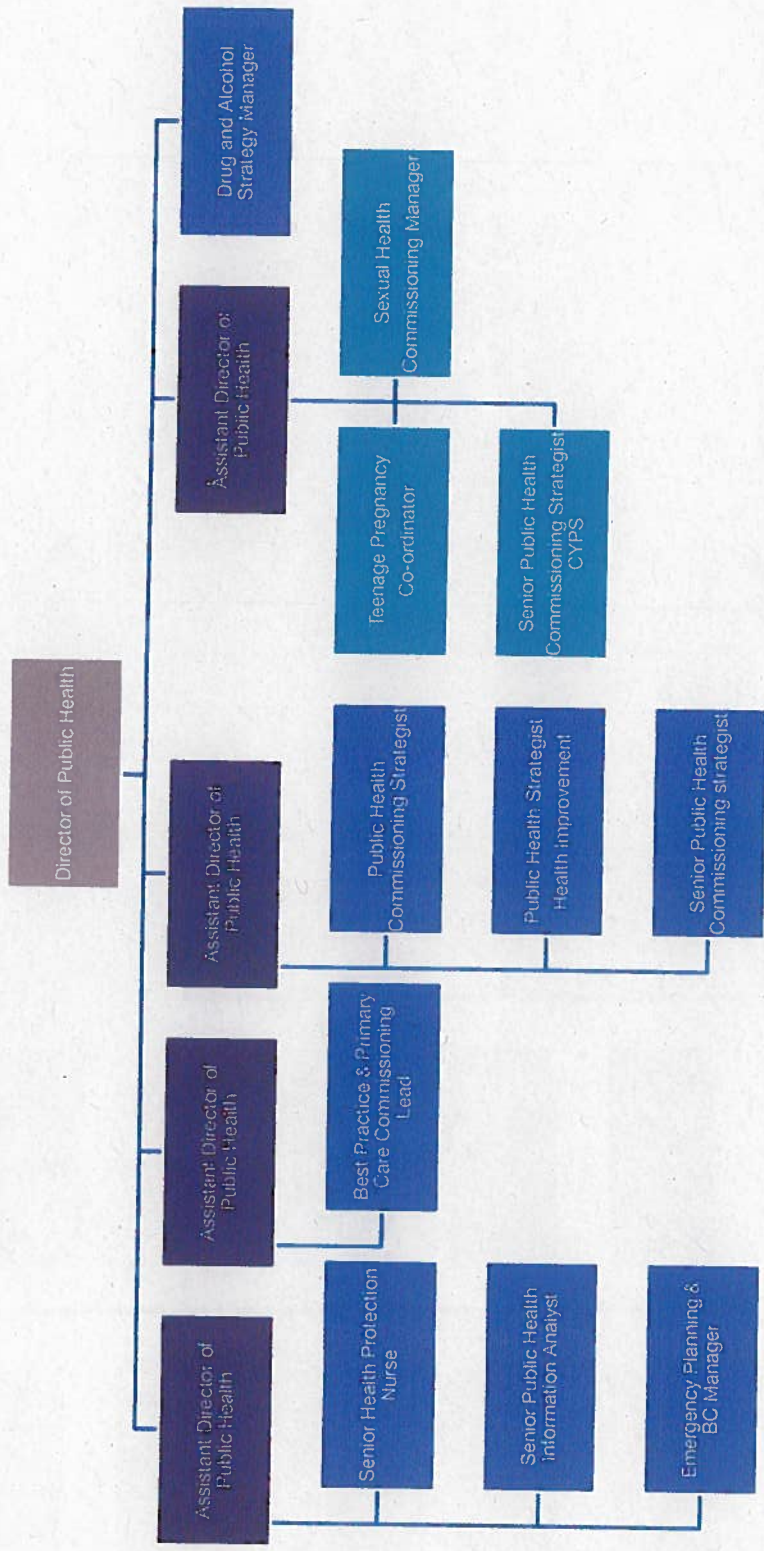 Director of Public Health
Assistant Director of
Public Health
Assistant Director of
Public Health
Assistant Director of
Public Health
Assistant Director of
Public Health
Drug and Alcohol
Strategy Manager
Senior Health Protection
Nurse
Senior Public Health
Information Analyst
Emergency Planning &
BC Manager
Best Practice & Primary
Care Commissioning
Lead
Public Health
Commissioning Strategist
Public Health Strategist
Health Improvement
Senior Public Health
Commissioning strategist
Teenage Pregnancy
Co-ordinator
Sexual Health
Commissioning Manager
Senior Public Health
Commissioning Strategist
CYPS